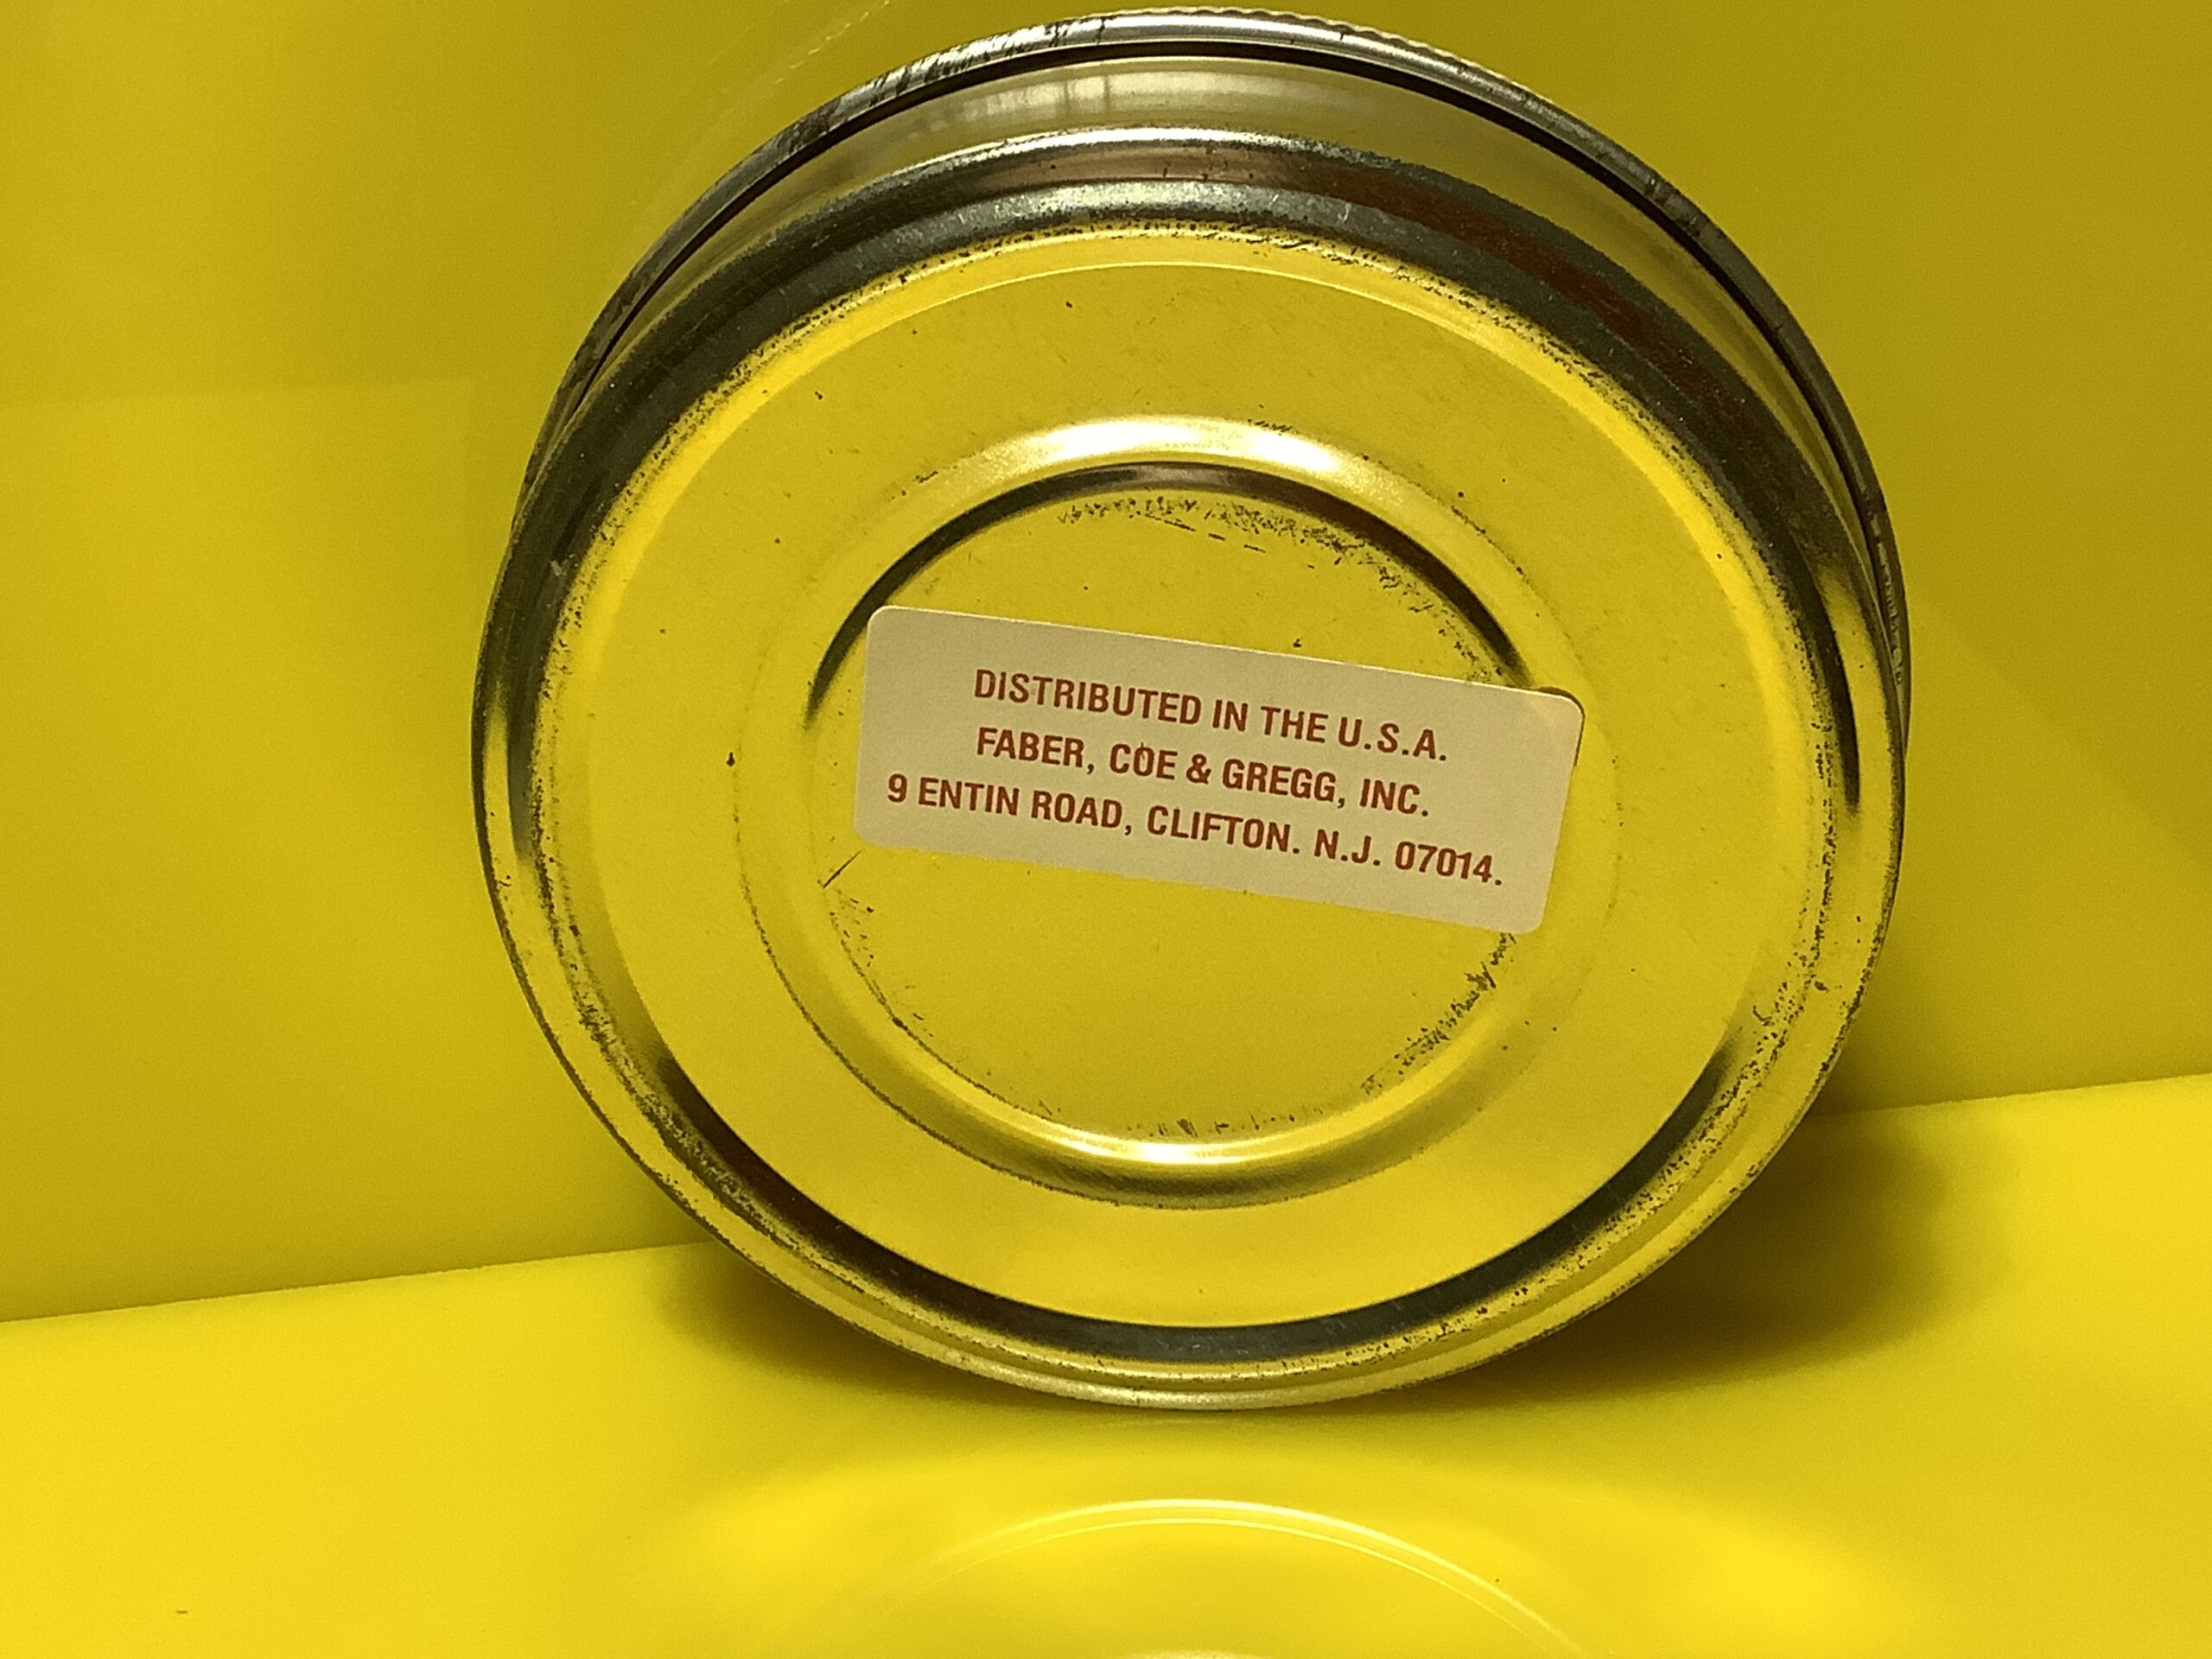 DISTRIBUTED IN THE U.S.A.
FABER, COE & GREGG, INC.
9 ENTIN ROAD, CLIFTON. N.J. 07014.